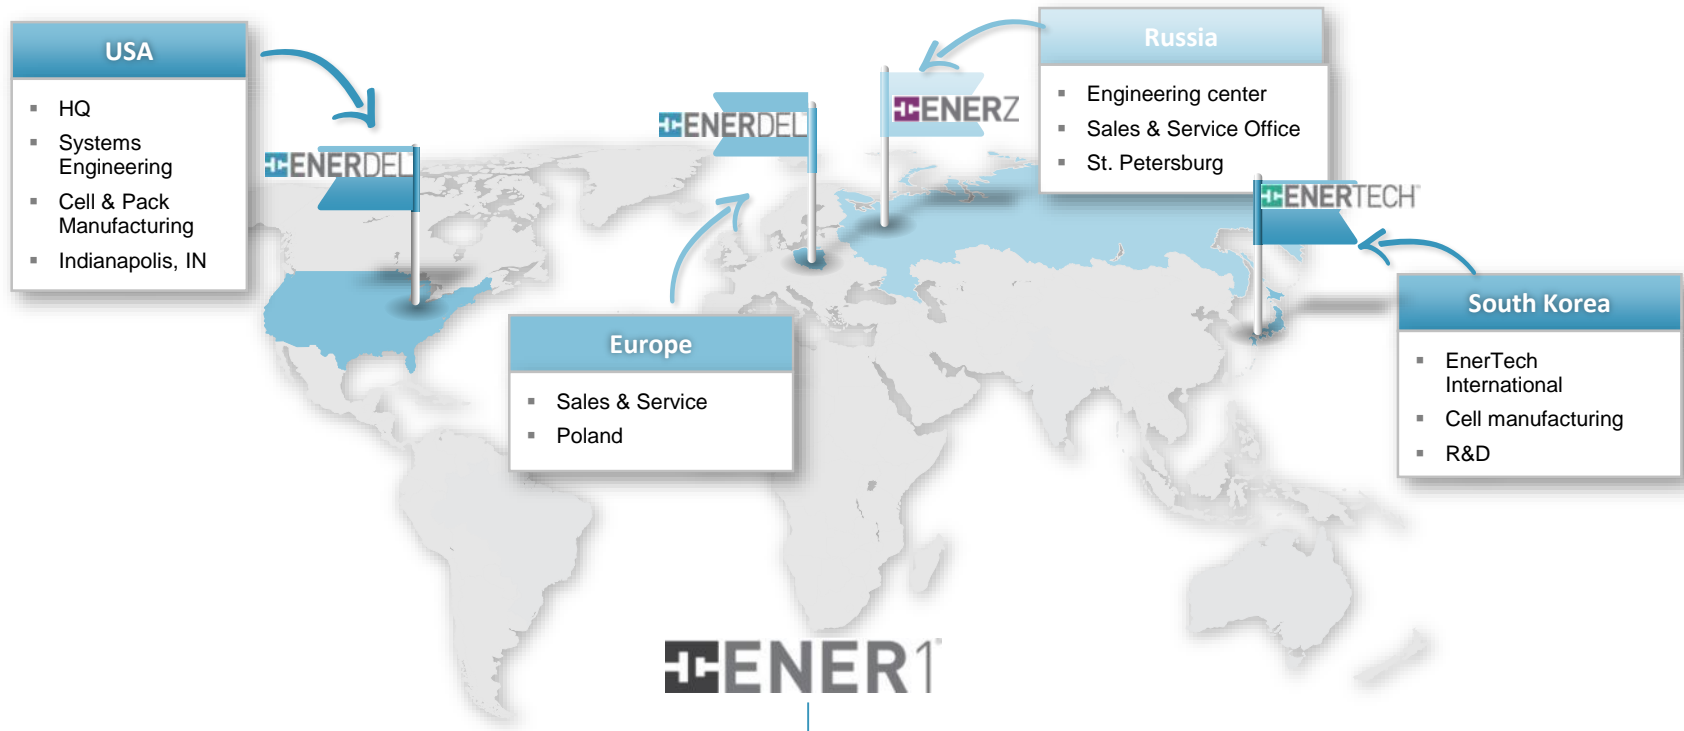 USA
HQ
Systems
Engineering
Cell & Pack
Manufacturing
Indianapolis, IN
ENERDEL
ENERDEL
ENERZ
Russia
Engineering center
Sales & Service Office
St. Petersburg
ENERTECH
South Korea
EnerTech
International
Cell manufacturing
R&D
Europe
Sales & Service
Poland
ENER1